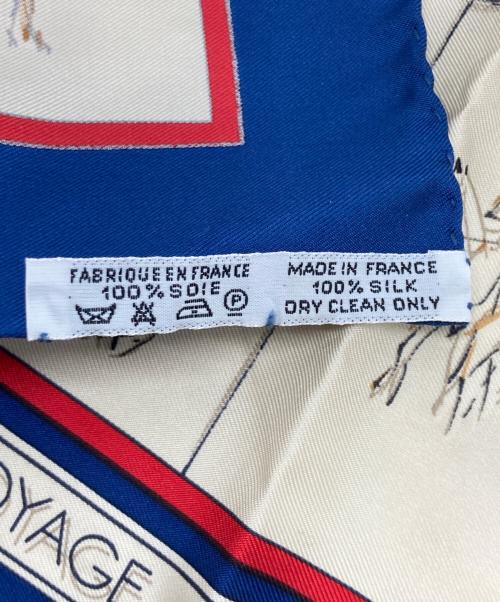 FABRIQUE EN FRANCE
100% SOIE
P
MADE IN FRANCE
100% SILK
DRY CLEAN ONLY
OYAGE